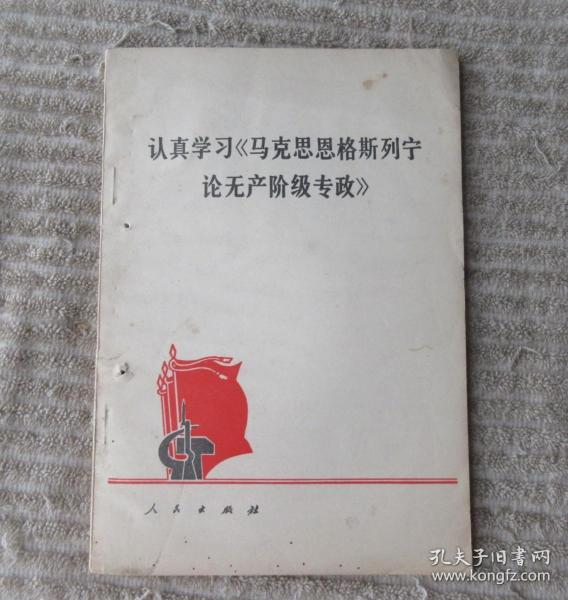 认真学习《马克思恩格斯列宁
论无产阶级专政》
人民出版社
孔夫子旧書网
www.kongfz.com